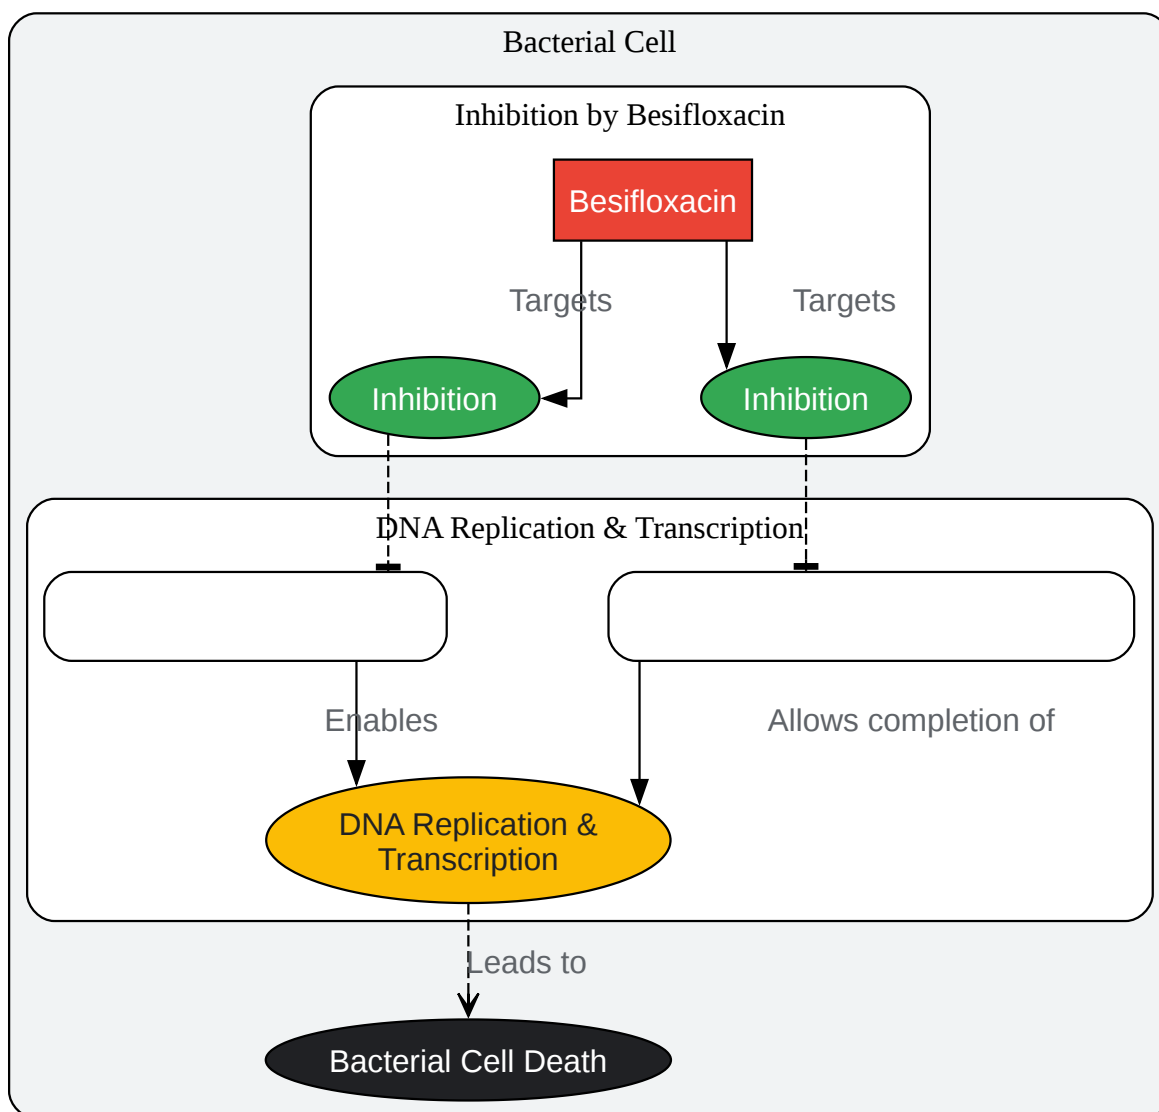 Bacterial Cell
Inhibition by Besifloxacin
Besifloxacin
Targets
Targets
Inhibition
Inhibition
DNA Replication & Transcription
Enables
Allows completion of
DNA Replication &
Transcription
Leads to
Bacterial Cell Death